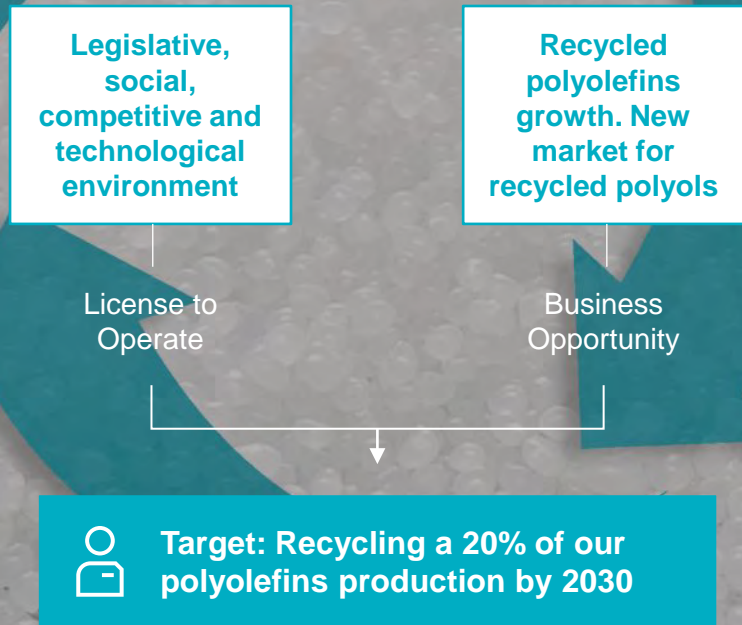 Legislative,
social,
competitive and
technological
environment
Recycled
polyolefins
growth. New
market for
recycled polyols
License to
Operate
Business
Opportunity
Target: Recycling a 20% of our
polyolefins production by 2030